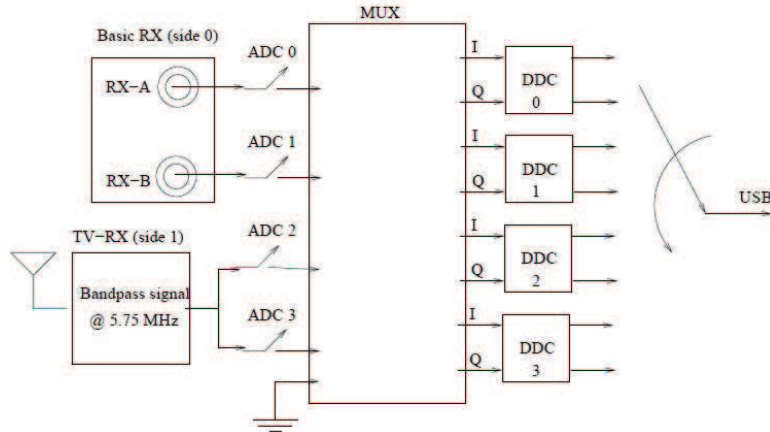 MUX
Basic RX (side 0)
ADC 0
RX-A
ADC 1
RX-B
TV-RX (side 1)
ADC 2
Bandpass signal
@ 5.75 MHz
ADC 3
I
Q
DDC
0
I
Q
DDC
1
I
Q
DDC
2
I
Q
DDC
3
USB